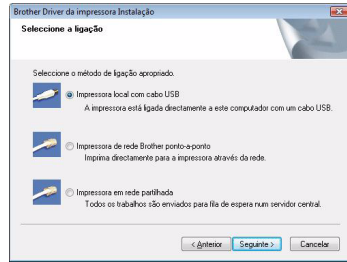 Brother Driver da impressora Instalação
Seleccione a ligação
Seleccione o método de ligação apropriado.
Impressora local com cabo USB
A impressora está ligada directamente a este computador com um cabo USB.
Impressora de rede Brother ponto-a-ponto
Imprima directamente para a impressora através da rede.
Impressora em rede partilhada
Todos os trabalhos são enviados para fila de espera num servidor central.
< Anterior Seguinte > Cancelar